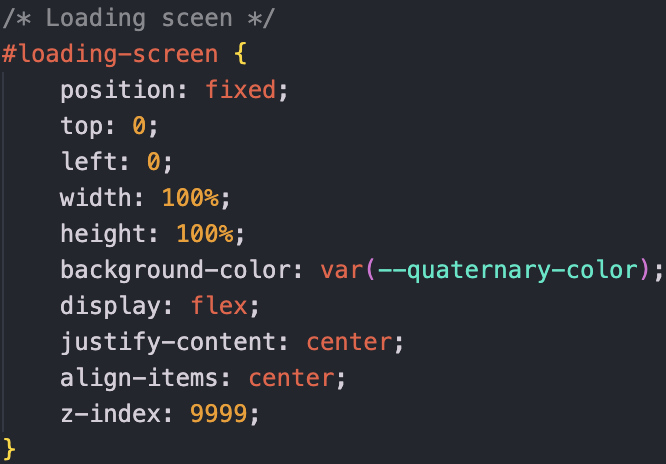 /* Loading sceen */
#loading-screen {
    position: fixed;
    top: 0;
    left: 0;
    width: 100%;
    height: 100%;
    background-color: var(--quaternary-color);
    display: flex;
    justify-content: center;
    align-items: center;
    z-index: 9999;
}